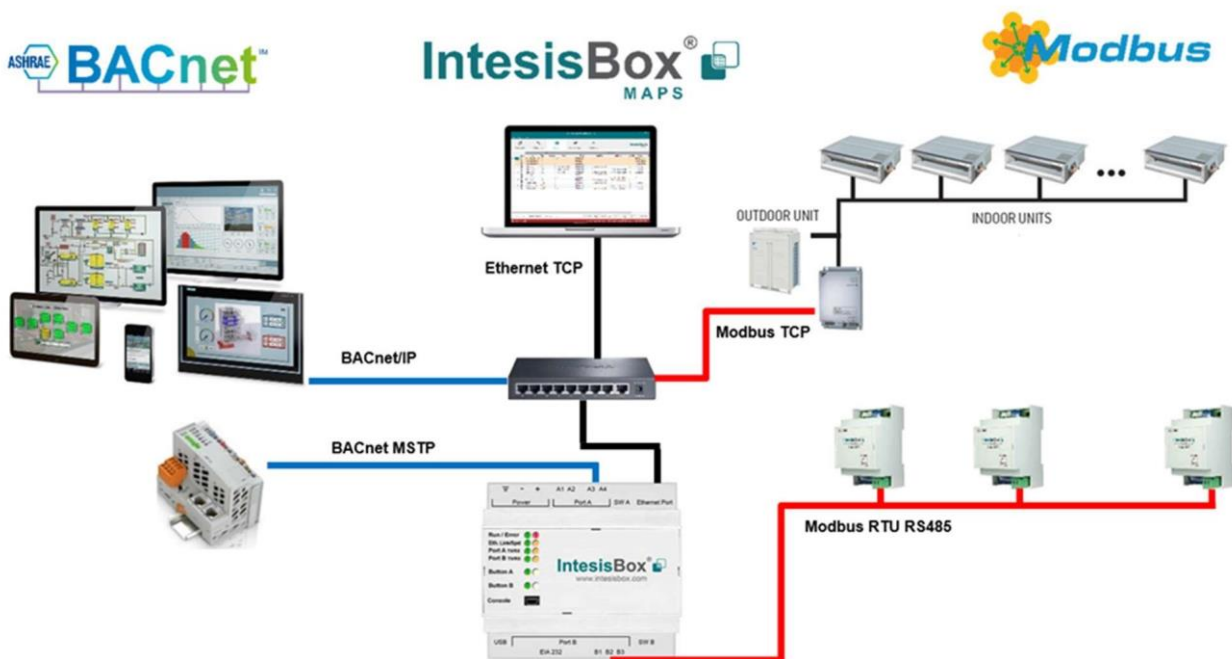 ASHRAE BACnet™
IntesisBox®
MAPS
Modbus
OUTDOOR UNIT
INDOOR UNITS
Ethernet TCP
Modbus TCP
BACnet/IP
BACnet MSTP
Modbus RTU RS485
- + A1 A2 A3 A4
Power Port A SW A Ethernet Port
Run / Error
Eth. Link/Spd
Port A TX/RX
Port B TX/RX
Button A
Button B
Console
IntesisBox®
www.intesisbox.com
USB Port B SW B
EIA 232 B1 B2 B3